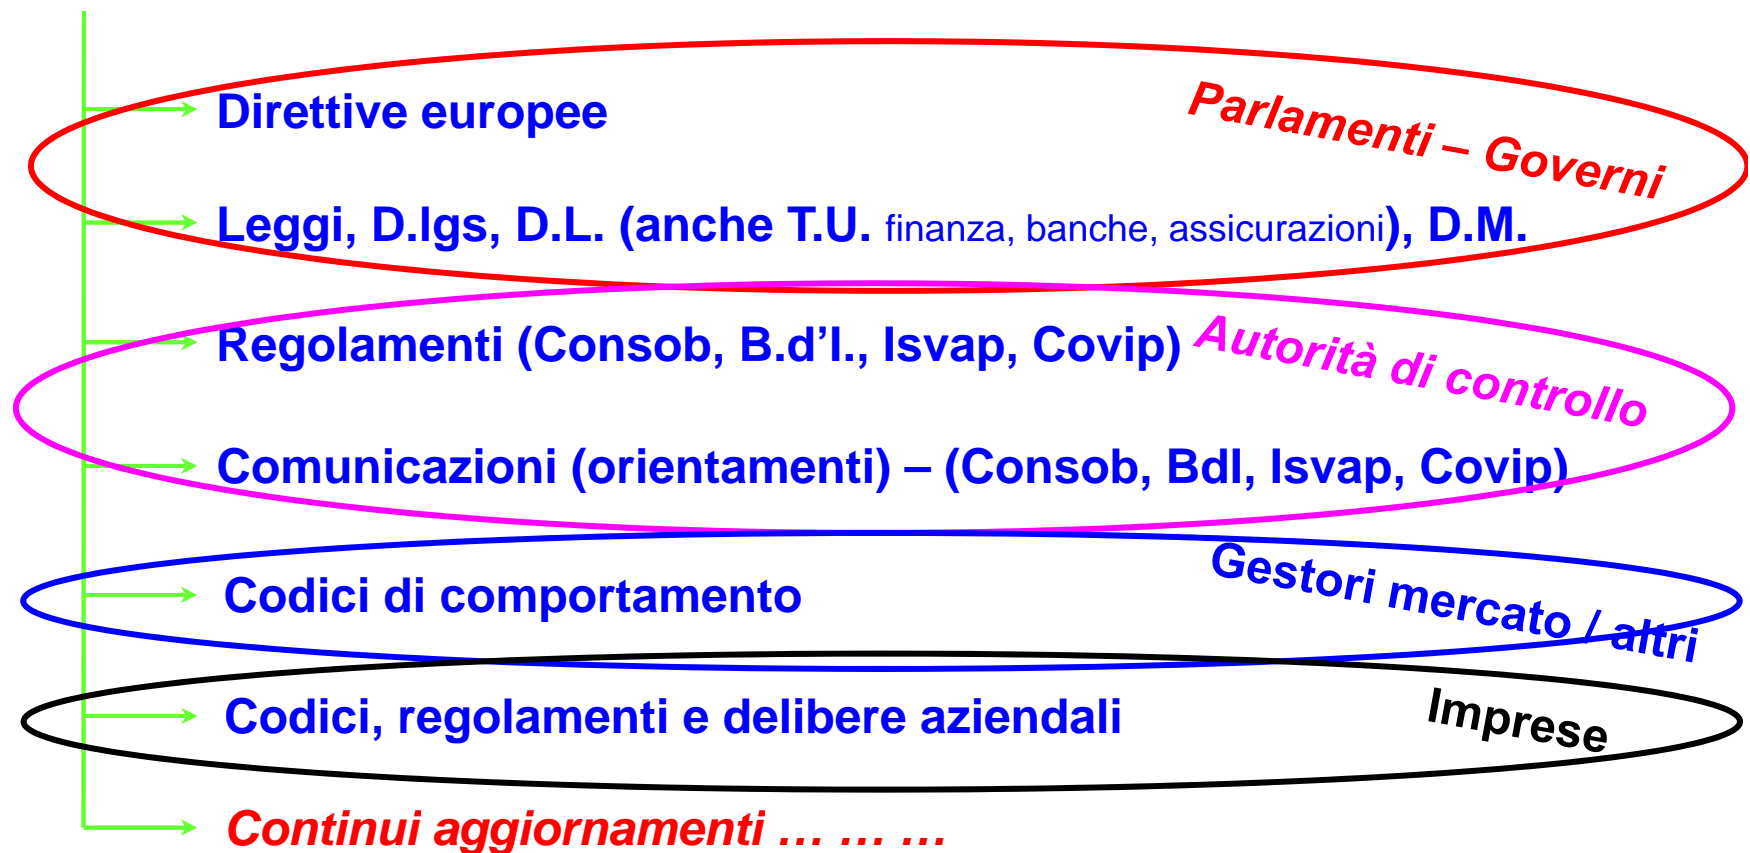 Direttive europee
Parlamenti – Governi
Leggi, D.lgs, D.L. (anche T.U. finanza, banche, assicurazioni), D.M.
Regolamenti (Consob, B.d’I., Isvap, Covip)
Autorità di controllo
Comunicazioni (orientamenti) – (Consob, BdI, Isvap, Covip)
Codici di comportamento
Gestori mercato / altri
Codici, regolamenti e delibere aziendali
Imprese
Continui aggiornamenti … … …